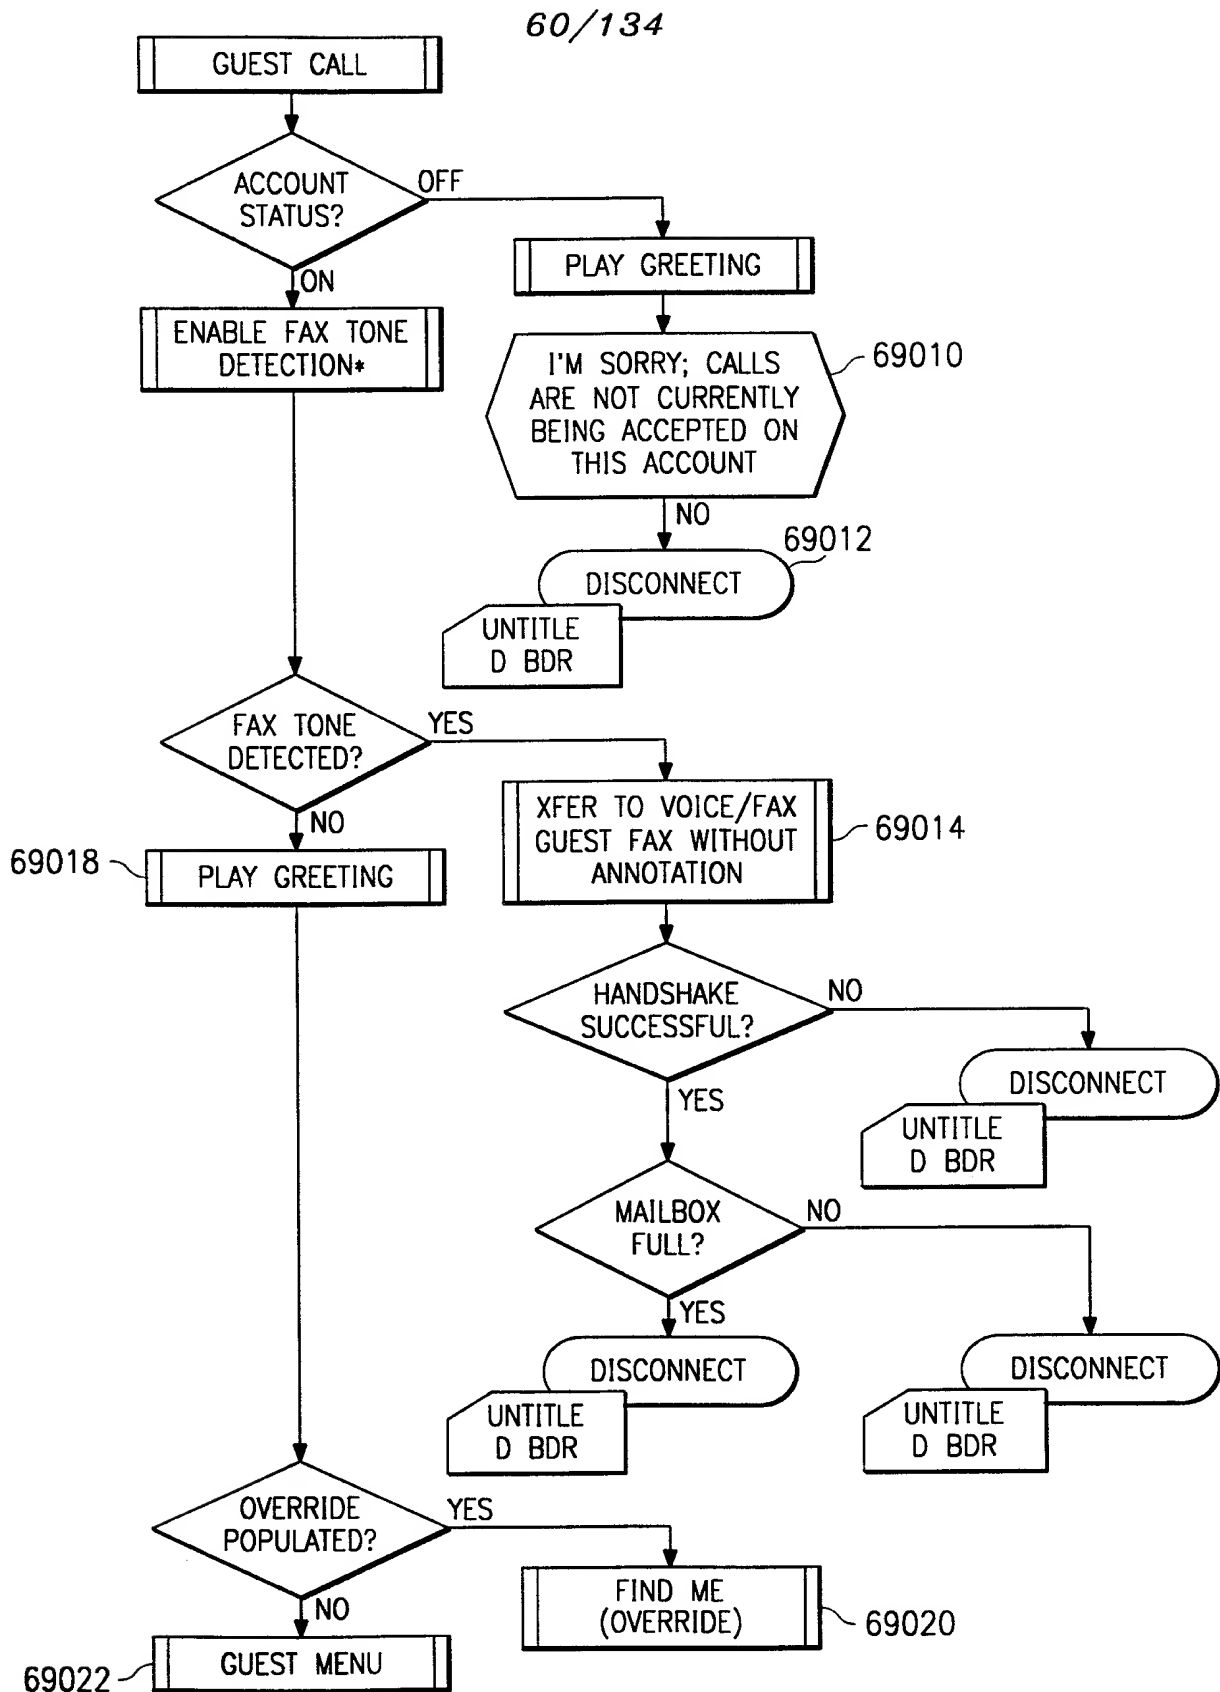 60/134
GUEST CALL
ACCOUNT
STATUS?
OFF
ON
PLAY GREETING
ENABLE FAX TONE
DETECTION*
I'M SORRY; CALLS
ARE NOT CURRENTLY
BEING ACCEPTED ON
THIS ACCOUNT
69010
NO
69012
DISCONNECT
UNTITLE
D BDR
FAX TONE
DETECTED?
YES
NO
XFER TO VOICE/FAX
GUEST FAX WITHOUT
ANNOTATION
69014
69018
PLAY GREETING
HANDSHAKE
SUCCESSFUL?
NO
YES
DISCONNECT
UNTITLE
D BDR
MAILBOX
FULL?
NO
YES
DISCONNECT
UNTITLE
D BDR
DISCONNECT
UNTITLE
D BDR
OVERRIDE
POPULATED?
YES
NO
FIND ME
(OVERRIDE)
69020
GUEST MENU
69022